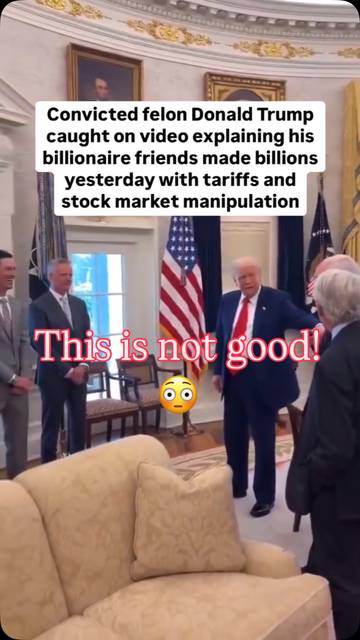 Convicted felon Donald Trump
caught on video explaining his
billionaire friends made billions
yesterday with tariffs and
stock market manipulation
This is not good!
😳